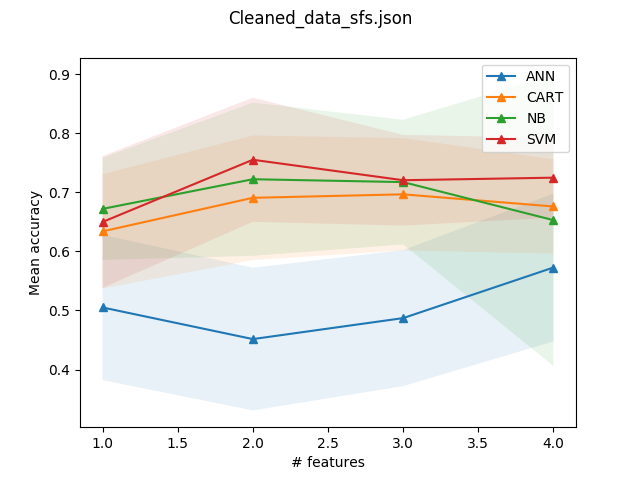 Cleaned_data_sfs.json
0.9
0.8
0.7
0.6
0.5
0.4
Mean accuracy
ANN
CART
NB
SVM
1.0 1.5 2.0 2.5 3.0 3.5 4.0
# features